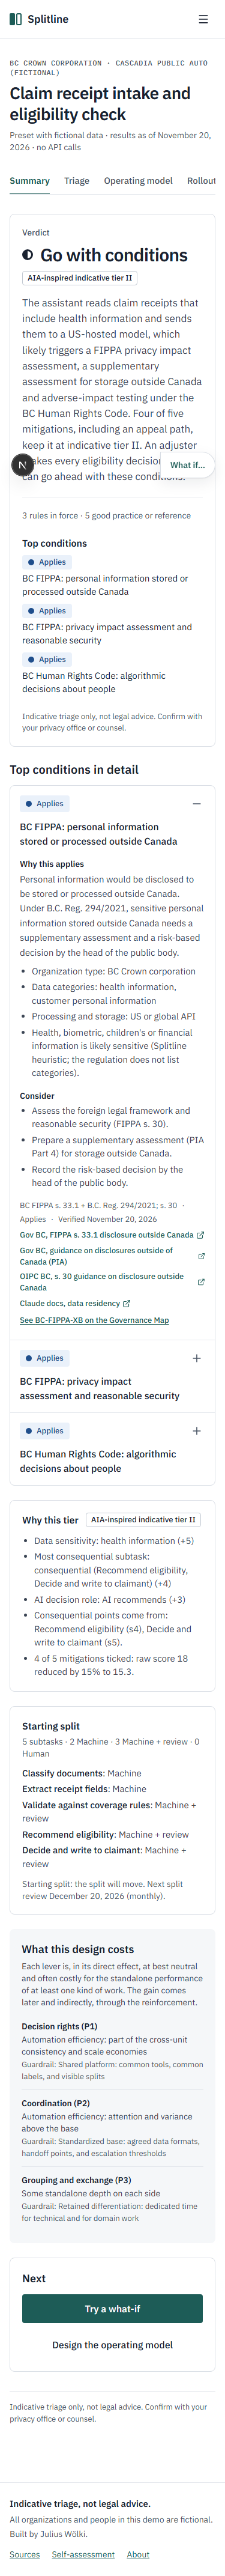 Splitline
BC CROWN CORPORATION · CASCADIA PUBLIC AUTO
(FICTIONAL)
Claim receipt intake and
eligibility check
Preset with fictional data · results as of November 20,
2026 · no API calls
Summary Triage Operating model Rollout
Verdict
Go with conditions
AIA-inspired indicative tier II
The assistant reads claim receipts that
include health information and sends
them to a US-hosted model, which
likely triggers a FIPPA privacy impact
assessment, a supplementary
assessment for storage outside Canada
and adverse-impact testing under the
BC Human Rights Code. Four of five
mitigations, including an appeal path,
keep it at indicative tier II. An adjuster
makes every eligibility
N
What if...
can go ahead with these conditions.
3 rules in force · 5 good practice or reference
Top conditions
Applies
BC FIPPA: personal information stored or
processed outside Canada
Applies
BC FIPPA: privacy impact assessment and
reasonable security
Applies
BC Human Rights Code: algorithmic
decisions about people
Indicative triage only, not legal advice. Confirm with
your privacy office or counsel.
Top conditions in detail
Applies
BC FIPPA: personal information
stored or processed outside Canada
Why this applies
Personal information would be disclosed to
be stored or processed outside Canada.
Under B.C. Reg. 294/2021, sensitive personal
information stored outside Canada needs a
supplementary assessment and a risk-based
decision by the head of the public body.
• Organization type: BC Crown corporation
• Data categories: health information,
customer personal information
• Processing and storage: US or global API
• Health, biometric, children's or financial
information is likely sensitive (Splitline
heuristic; the regulation does not list
categories).
Consider
• Assess the foreign legal framework and
reasonable security (FIPPA s. 30).
• Prepare a supplementary assessment (PIA
Part 4) for storage outside Canada.
• Record the risk-based decision by the
head of the public body.
BC FIPPA s. 33.1 + B.C. Reg. 294/2021; s. 30 ·
Applies · Verified November 20, 2026
Gov BC, FIPPA s. 33.1 disclosure outside Canada
Gov BC, guidance on disclosures outside of
Canada (PIA)
OIPC BC, s. 30 guidance on disclosure outside
Canada
Claude docs, data residency
See BC-FIPPA-XB on the Governance Map
Applies
BC FIPPA: privacy impact
assessment and reasonable security
Applies
BC Human Rights Code: algorithmic
decisions about people
Why this tier AIA-inspired indicative tier II
• Data sensitivity: health information (+5)
• Most consequential subtask:
consequential (Recommend eligibility,
Decide and write to claimant) (+4)
• AI decision role: AI recommends (+3)
• Consequential points come from:
Recommend eligibility (s4), Decide and
write to claimant (s5).
• 4 of 5 mitigations ticked: raw score 18
reduced by 15% to 15.3.
Starting split
5 subtasks · 2 Machine · 3 Machine + review · 0
Human
Classify documents: Machine
Extract receipt fields: Machine
Validate against coverage rules: Machine +
review
Recommend eligibility: Machine + review
Decide and write to claimant: Machine +
review
Starting split: the split will move. Next split
review December 20, 2026 (monthly).
What this design costs
Each lever is, in its direct effect, at best neutral
and often costly for the standalone performance
of at least one kind of work. The gain comes
later and indirectly, through the reinforcement.
Decision rights (P1)
Automation efficiency: part of the cross-unit
consistency and scale economies
Guardrail: Shared platform: common tools, common
labels, and visible splits
Coordination (P2)
Automation efficiency: attention and variance
above the base
Guardrail: Standardized base: agreed data formats,
handoff points, and escalation thresholds
Grouping and exchange (P3)
Some standalone depth on each side
Guardrail: Retained differentiation: dedicated time
for technical and for domain work
Next
Try a what-if
Design the operating model
Indicative triage only, not legal advice. Confirm with your
privacy office or counsel.
Indicative triage, not legal advice.
All organizations and people in this demo are fictional.
Built by Julius Wölki.
Sources Self-assessment About